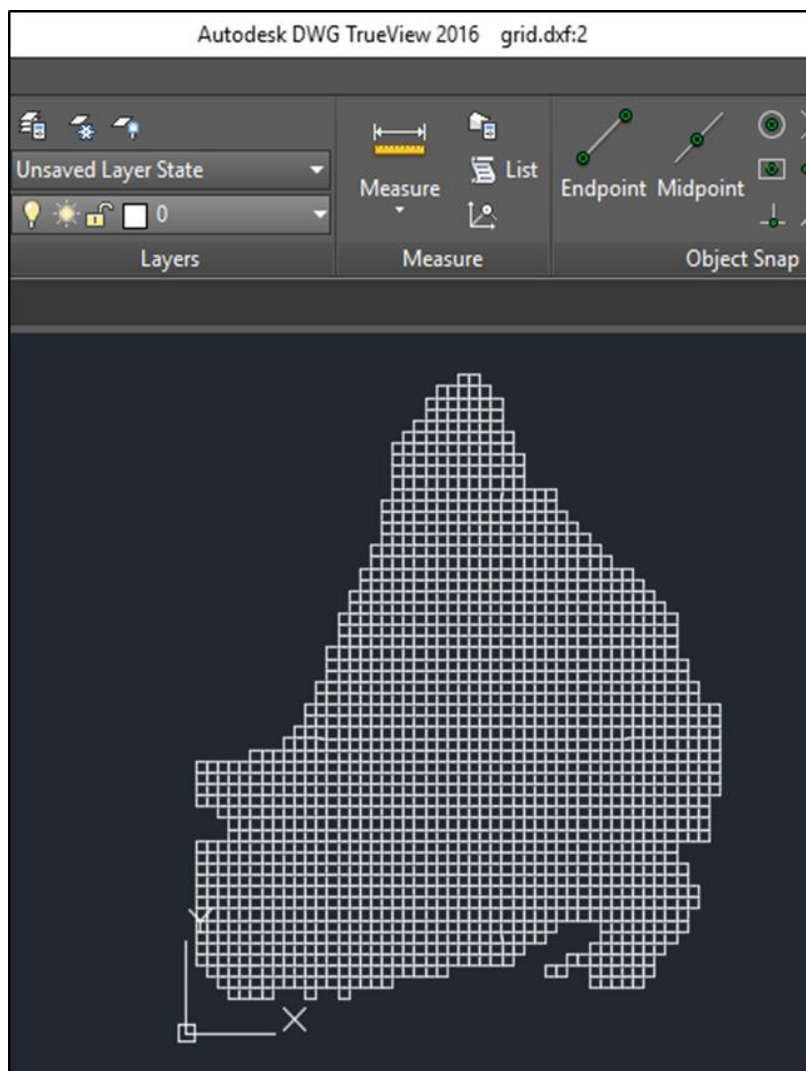 Autodesk DWG TrueView 2016 grid.dxf:2
Unsaved Layer State
0
Layers
Measure
List
Measure
Endpoint Midpoint
Object Snap
Y
X